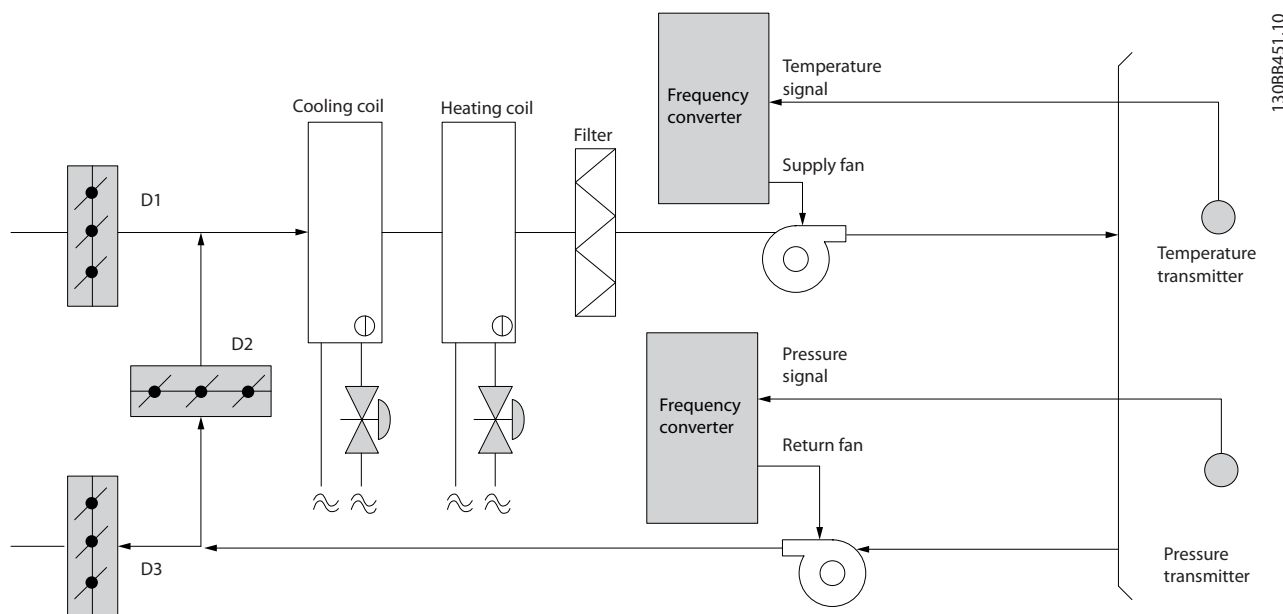 130BB451.10
Temperature
signal
Frequency
converter
Cooling coil
Heating coil
Filter
Supply fan
D1
Temperature
transmitter
D2
Pressure
signal
Frequency
converter
Return fan
D3
Pressure
transmitter